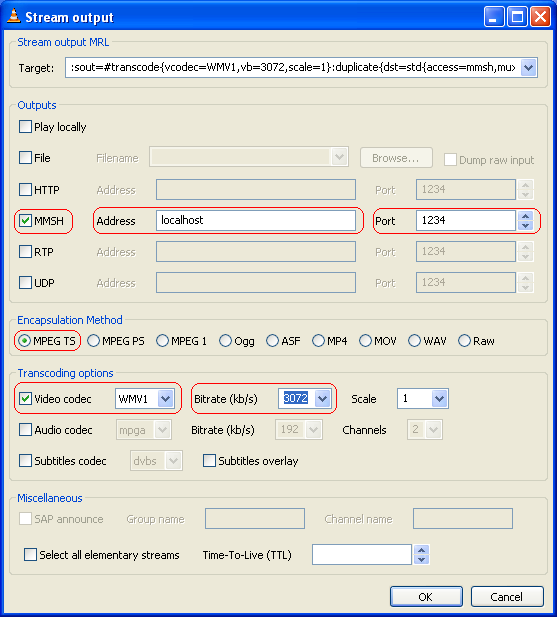 Stream output
Stream output MRL
Target: :sout=#transcode{vcodec=WMV1,vb=3072,scale=1}:duplicate{dst=std{access=mmsh,mux
Outputs
Play locally
File Filename Browse... Dump raw input
HTTP Address Port 1234
MMSH Address localhost Port 1234
RTP Address Port 1234
UDP Address Port 1234
Encapsulation Method
MPEG TS MPEG PS MPEG 1 Ogg ASF MP4 MOV WAV Raw
Transcoding options
Video codec WMV1 Bitrate (kb/s) 3072 Scale 1
Audio codec mpga Bitrate (kb/s) 192 Channels 2
Subtitles codec dvbs Subtitles overlay
Miscellaneous
SAP announce Group name Channel name
Select all elementary streams Time-To-Live (TTL)
OK Cancel